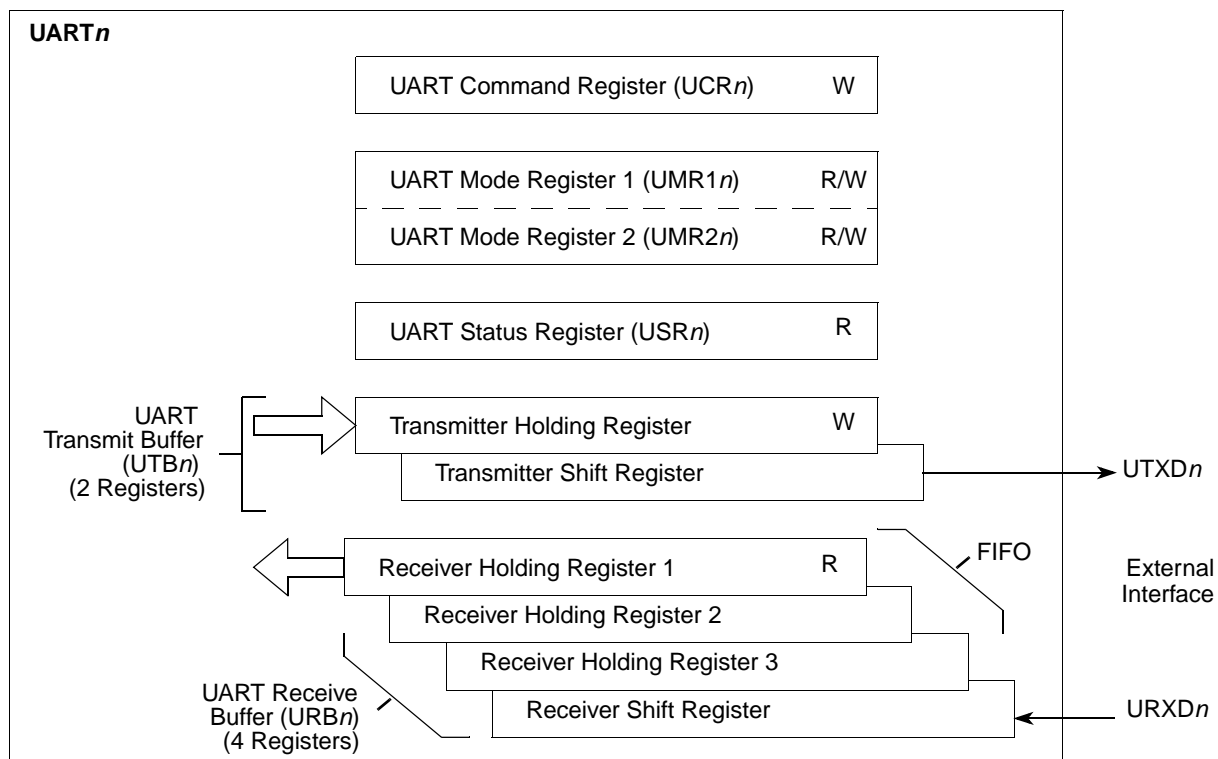 UARTn
UART Command Register (UCRn) W
UART Mode Register 1 (UMR1n) R/W
UART Mode Register 2 (UMR2n) R/W
UART Status Register (USRn) R
UART
Transmit Buffer
(UTBn)
(2 Registers)
Transmitter Holding Register W
Transmitter Shift Register
UTXDn
FIFO
External
Interface
Receiver Holding Register 1 R
Receiver Holding Register 2
Receiver Holding Register 3
Receiver Shift Register
UART Receive
Buffer (URBn)
(4 Registers)
URXDn